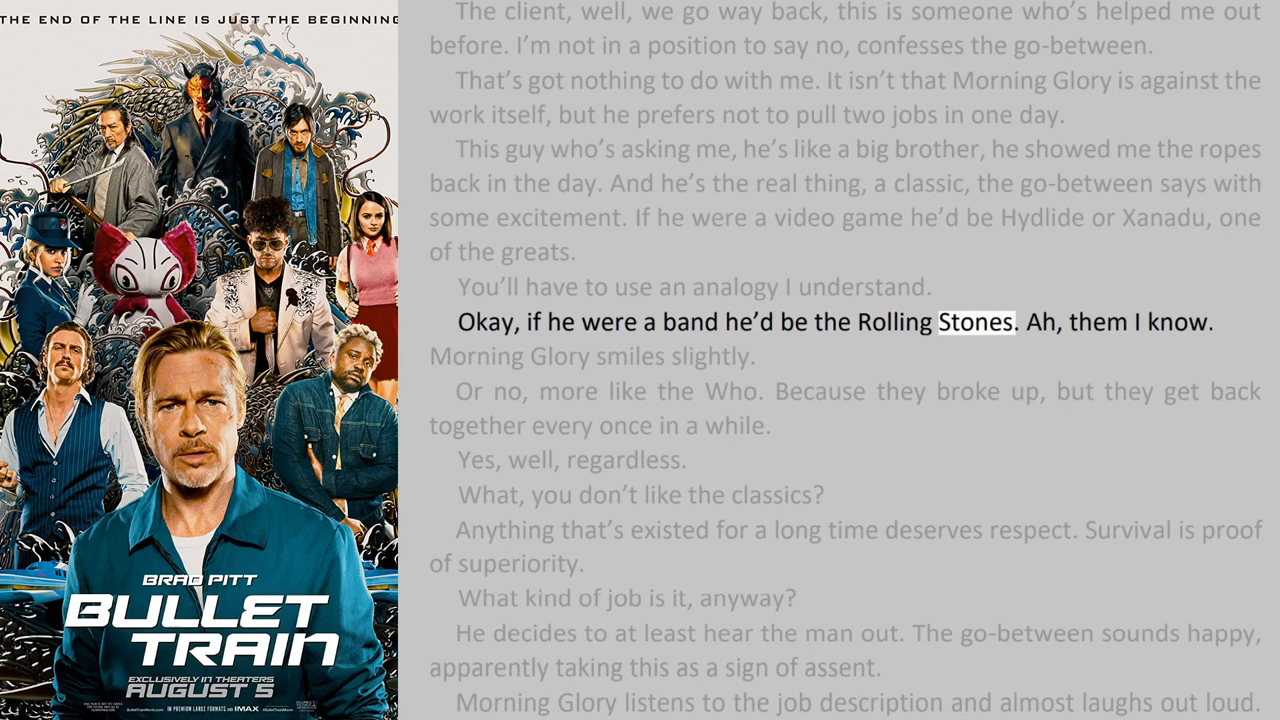 THE END OF THE LINE IS JUST THE BEGINNING
BRAD PITT
BULLET
TRAIN
EXCLUSIVELY IN THEATERS
AUGUST 5
IN PREMIUM LARGE FORMATS AND IMAX
The client, well, we go way back, this is someone who’s helped me out
before. I’m not in a position to say no, confesses the go-between.
That’s got nothing to do with me. It isn’t that Morning Glory is against the
work itself, but he prefers not to pull two jobs in one day.
This guy who’s asking me, he’s like a big brother, he showed me the ropes
back in the day. And he’s the real thing, a classic, the go-between says with
some excitement. If he were a video game he’d be Hydlide or Xanadu, one
of the greats.
You’ll have to use an analogy I understand.
Okay, if he were a band he’d be the Rolling Stones. Ah, them I know.
Morning Glory smiles slightly.
Or no, more like the Who. Because they broke up, but they get back
together every once in a while.
Yes, well, regardless.
What, you don’t like the classics?
Anything that’s existed for a long time deserves respect. Survival is proof
of superiority.
What kind of job is it, anyway?
He decides to at least hear the man out. The go-between sounds happy,
apparently taking this as a sign of assent.
Morning Glory listens to the job description and almost laughs out loud.